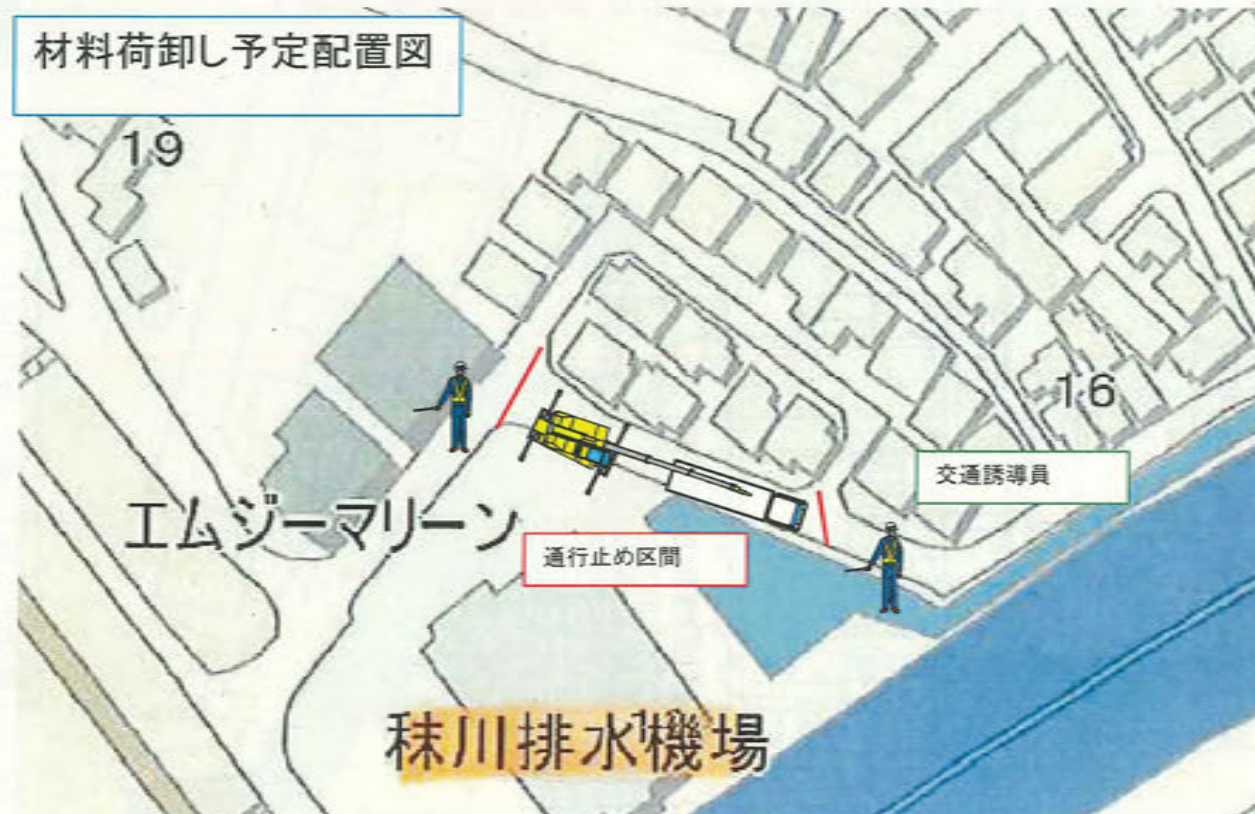 材料荷卸し予定配置図
19
16
交通誘導員
エムジーマリーン
通行止め区間
秣川排水機場